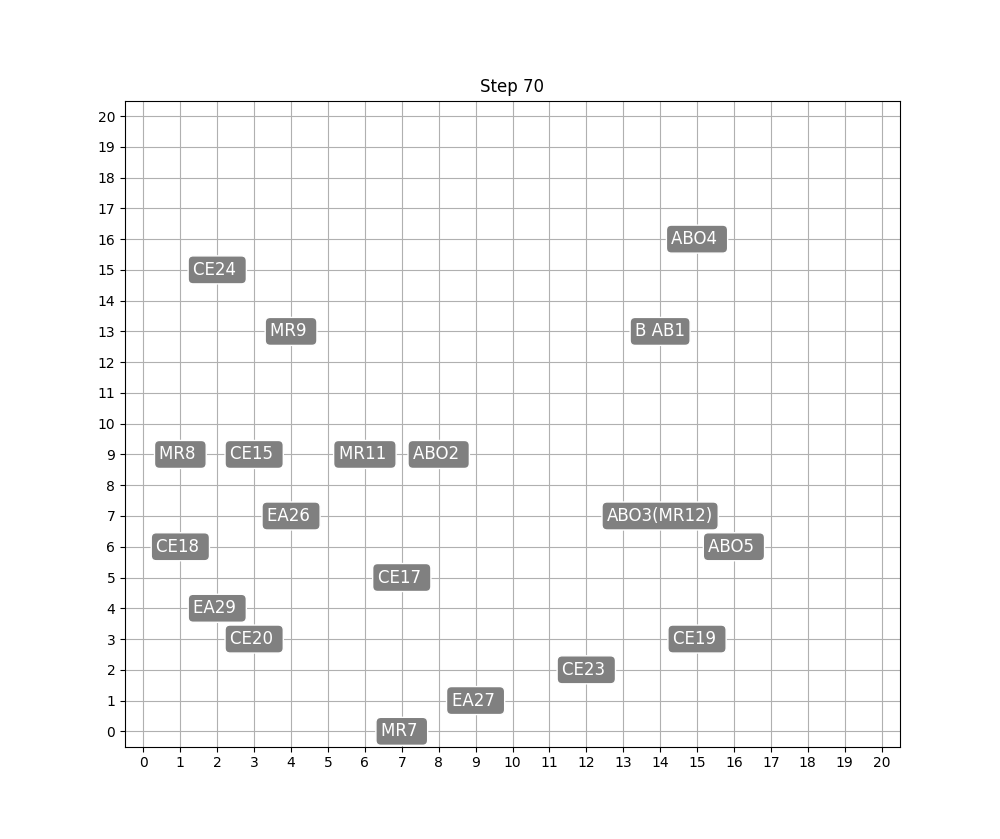 Step 70
20
19
18
17
16 ABO4
15 CE24
14
13 MR9 B AB1
12
11
10
9 MR8 CE15 MR11 ABO2
8
7 EA26 ABO3(MR12)
6 CE18 ABO5
5 CE17
4 EA29
3 CE20 CE19
2 CE23
1 EA27
0 MR7
0 1 2 3 4 5 6 7 8 9 10 11 12 13 14 15 16 17 18 19 20